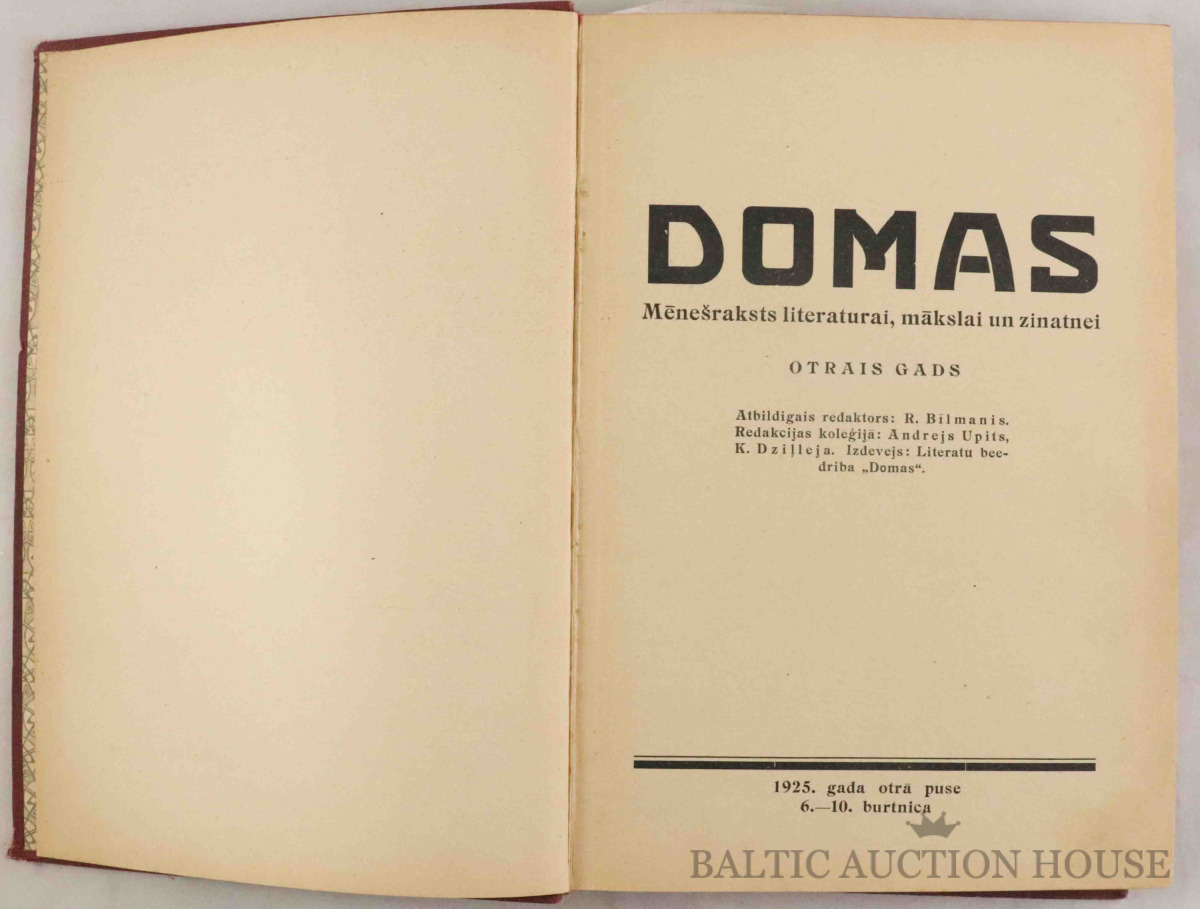 DOMAS
Mēnešraksts literaturai, mākslai un zinatnei
OTRAIS GADS
Atbildigais redaktors: R. Bīlmanis.
Redakcijas koleģijā: Andrejs Upits,
K. Dziļleja. Izdevejs: Literatu bee-
driba „Domas“.
1925. gada otrā puse
6.—10. burtnica
BALTIC AUCTION HOUSE